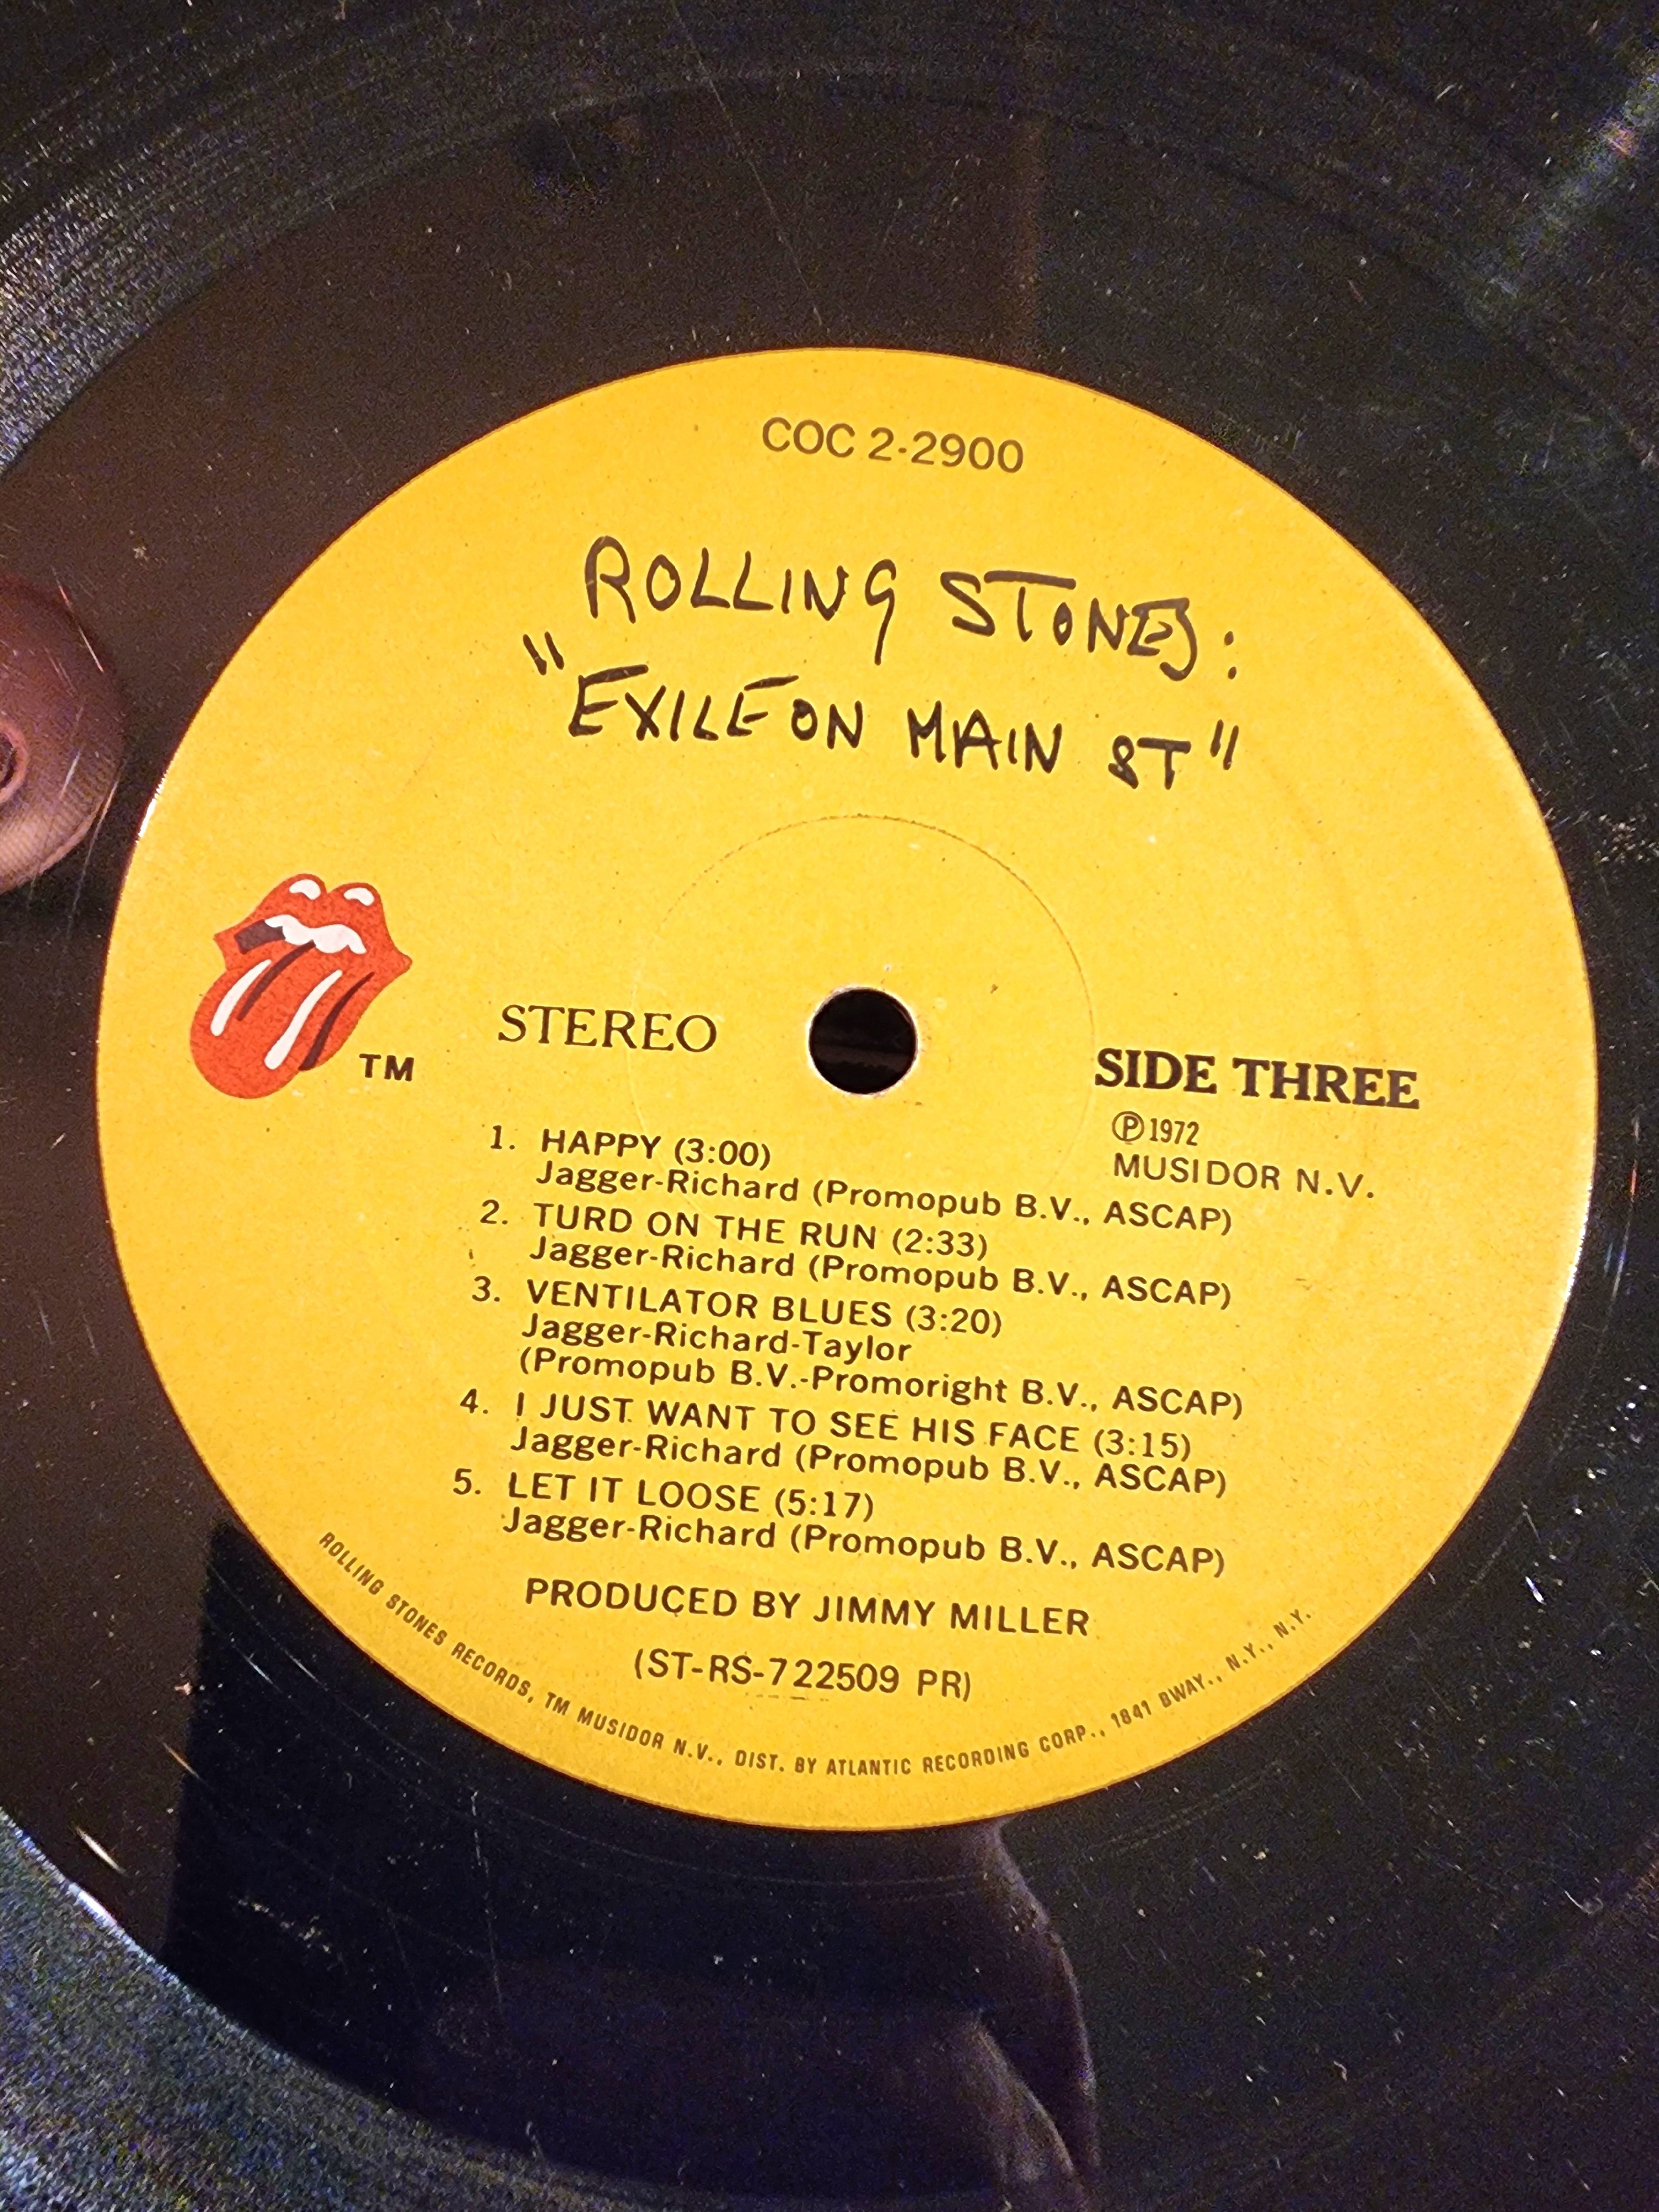 COC 2-2900
ROLLING STONES:
"EXILE ON MAIN ST"
TM
STEREO
SIDE THREE
℗1972
MUSIDOR N.V.
1. HAPPY (3:00)
Jagger-Richard (Promopub B.V., ASCAP)
2. TURD ON THE RUN (2:33)
Jagger-Richard (Promopub B.V., ASCAP)
3. VENTILATOR BLUES (3:20)
Jagger-Richard-Taylor
(Promopub B.V.-Promoright B.V., ASCAP)
4. I JUST WANT TO SEE HIS FACE (3:15)
Jagger-Richard (Promopub B.V., ASCAP)
5. LET IT LOOSE (5:17)
Jagger-Richard (Promopub B.V., ASCAP)
PRODUCED BY JIMMY MILLER
(ST-RS-722509 PR)
ROLLING STONES RECORDS, TM MUSIDOR N.V., DIST. BY ATLANTIC RECORDING CORP., 1841 BWAY., N.Y., N.Y.